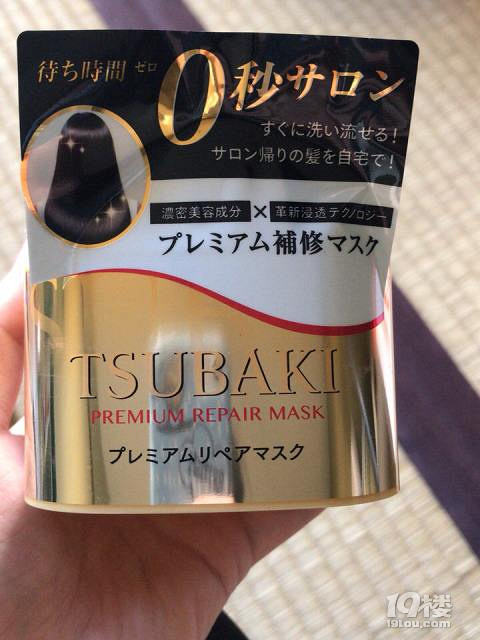 待ち時間 ゼロ
0秒サロン
すぐに洗い流せる!
サロン帰りの髪を自宅で!
濃密美容成分 × 革新浸透テクノロジー
プレミアム補修マスク
TSUBAKI
PREMIUM REPAIR MASK
プレミアムリペアマスク
19楼
19lou.com